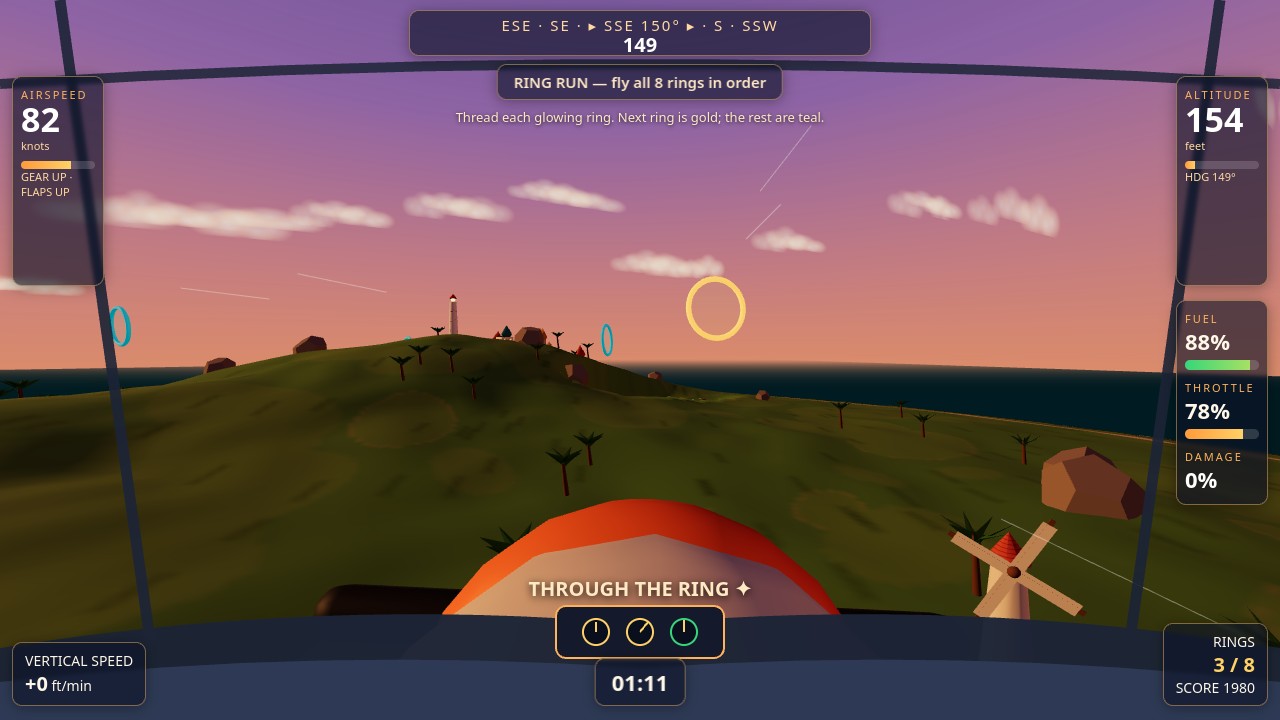 ESE · SE · ▸ SSE 150° ▸ · S · SSW
149
RING RUN — fly all 8 rings in order
Thread each glowing ring. Next ring is gold; the rest are teal.
AIRSPEED
82
knots
GEAR UP ·
FLAPS UP
ALTITUDE
154
feet
HDG 149°
FUEL
88%
THROTTLE
78%
DAMAGE
0%
THROUGH THE RING ✦
VERTICAL SPEED
+0 ft/min
01:11
RINGS
3 / 8
SCORE 1980